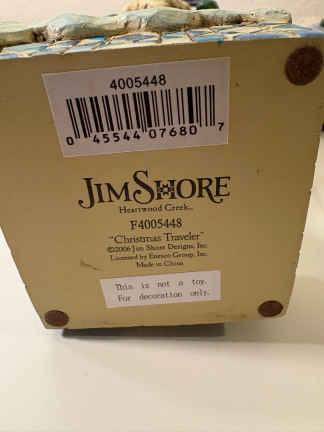 4005448
0 45544 07680 7
JIM SHORE
Heartwood Creek™
F4005448
"Christmas Traveler"
©2006 Jim Shore Designs, Inc.
Licensed by Enesco Group, Inc.
Made in China
This is not a toy.
For decoration only.